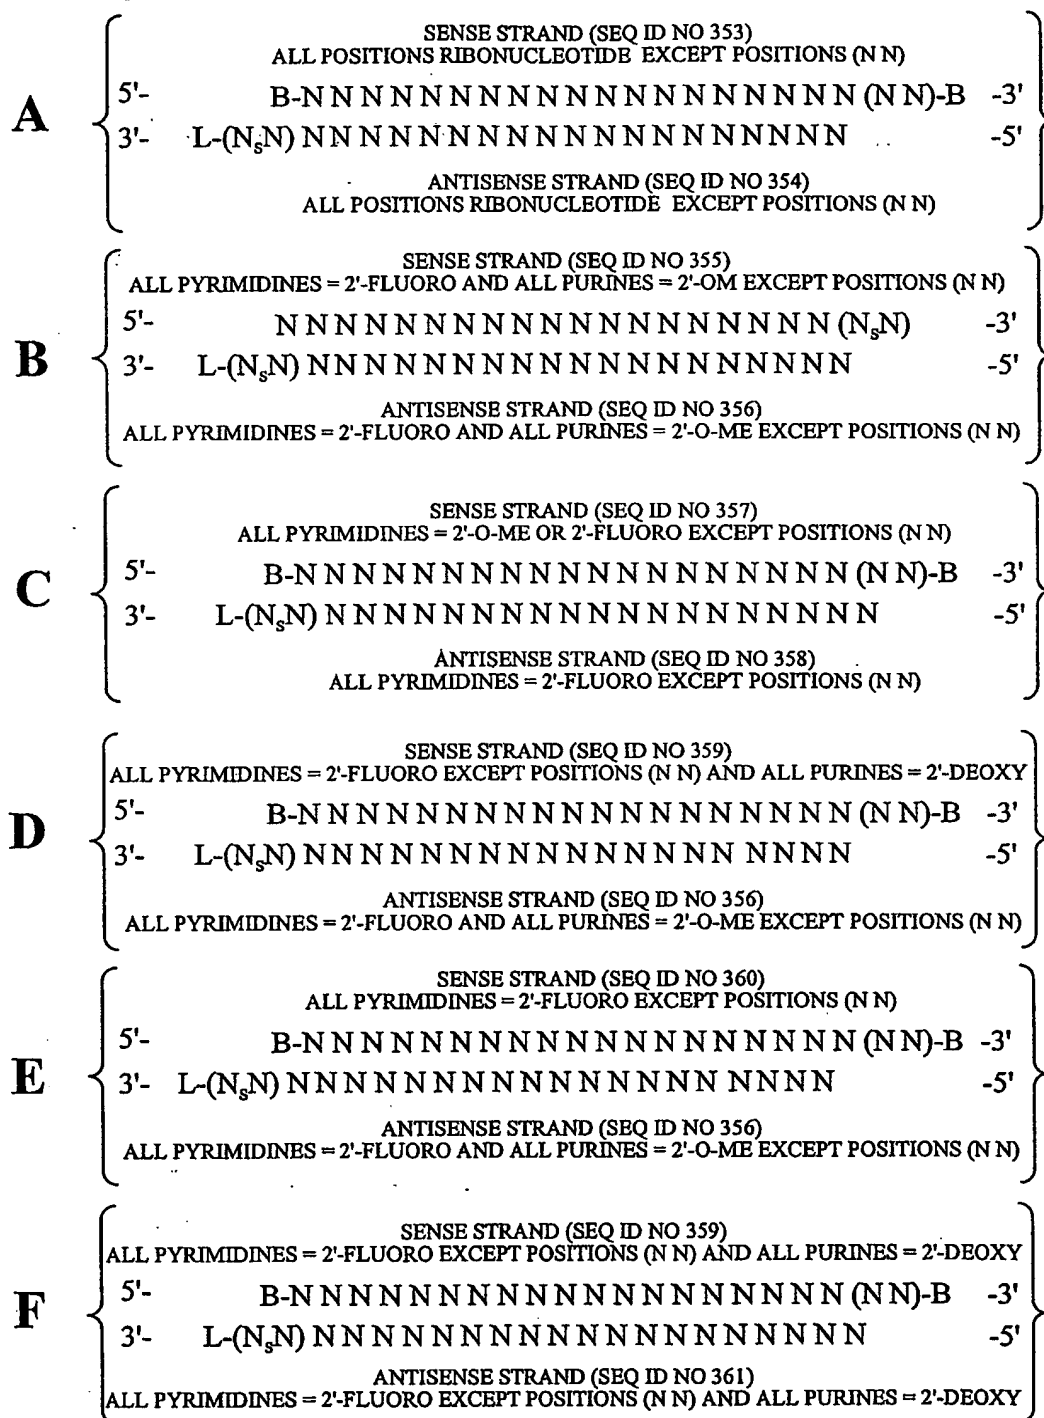 SENSE STRAND (SEQ ID NO 353)
ALL POSITIONS RIBONUCLEOTIDE EXCEPT POSITIONS (N N)
A
5'- B-N N N N N N N N N N N N N N N N N N N (N N)-B -3'
3'- L-(NsN) N N N N N N N N N N N N N N N N N N N -5'
ANTISENSE STRAND (SEQ ID NO 354)
ALL POSITIONS RIBONUCLEOTIDE EXCEPT POSITIONS (N N)
SENSE STRAND (SEQ ID NO 355)
ALL PYRIMIDINES = 2'-FLUORO AND ALL PURINES = 2'-OM EXCEPT POSITIONS (N N)
B
5'- N N N N N N N N N N N N N N N N N N N (NsN) -3'
3'- L-(NsN) N N N N N N N N N N N N N N N N N N N -5'
ANTISENSE STRAND (SEQ ID NO 356)
ALL PYRIMIDINES = 2'-FLUORO AND ALL PURINES = 2'-O-ME EXCEPT POSITIONS (N N)
SENSE STRAND (SEQ ID NO 357)
ALL PYRIMIDINES = 2'-O-ME OR 2'-FLUORO EXCEPT POSITIONS (N N)
C
5'- B-N N N N N N N N N N N N N N N N N N N (N N)-B -3'
3'- L-(NsN) N N N N N N N N N N N N N N N N N N N -5'
ANTISENSE STRAND (SEQ ID NO 358)
ALL PYRIMIDINES = 2'-FLUORO EXCEPT POSITIONS (N N)
SENSE STRAND (SEQ ID NO 359)
ALL PYRIMIDINES = 2'-FLUORO EXCEPT POSITIONS (N N) AND ALL PURINES = 2'-DEOXY
D
5'- B-N N N N N N N N N N N N N N N N N N N (N N)-B -3'
3'- L-(NsN) N N N N N N N N N N N N N N N N N N N -5'
ANTISENSE STRAND (SEQ ID NO 356)
ALL PYRIMIDINES = 2'-FLUORO AND ALL PURINES = 2'-O-ME EXCEPT POSITIONS (N N)
SENSE STRAND (SEQ ID NO 360)
ALL PYRIMIDINES = 2'-FLUORO EXCEPT POSITIONS (N N)
E
5'- B-N N N N N N N N N N N N N N N N N N N (N N)-B -3'
3'- L-(NsN) N N N N N N N N N N N N N N N N N N N -5'
ANTISENSE STRAND (SEQ ID NO 356)
ALL PYRIMIDINES = 2'-FLUORO AND ALL PURINES = 2'-O-ME EXCEPT POSITIONS (N N)
SENSE STRAND (SEQ ID NO 359)
ALL PYRIMIDINES = 2'-FLUORO EXCEPT POSITIONS (N N) AND ALL PURINES = 2'-DEOXY
F
5'- B-N N N N N N N N N N N N N N N N N N N (N N)-B -3'
3'- L-(NsN) N N N N N N N N N N N N N N N N N N N -5'
ANTISENSE STRAND (SEQ ID NO 361)
ALL PYRIMIDINES = 2'-FLUORO EXCEPT POSITIONS (N N) AND ALL PURINES = 2'-DEOXY